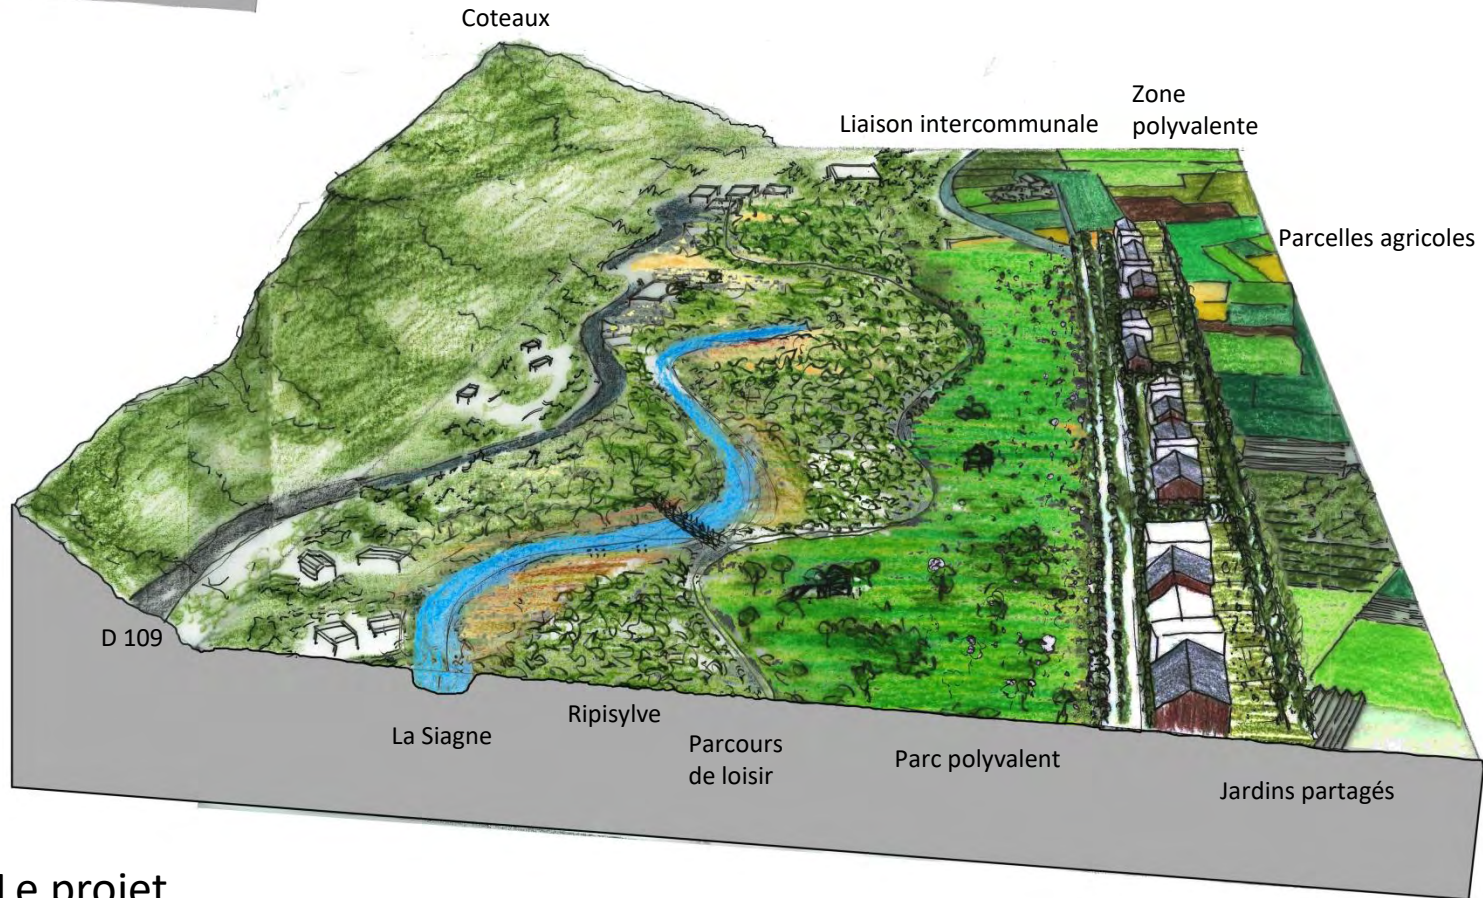 Coteaux
Zone
polyvalente
Liaison intercommunale
Parcelles agricoles
D 109
La Siagne
Ripisylve
Parcours
de loisir
Parc polyvalent
Jardins partagés
Le projet